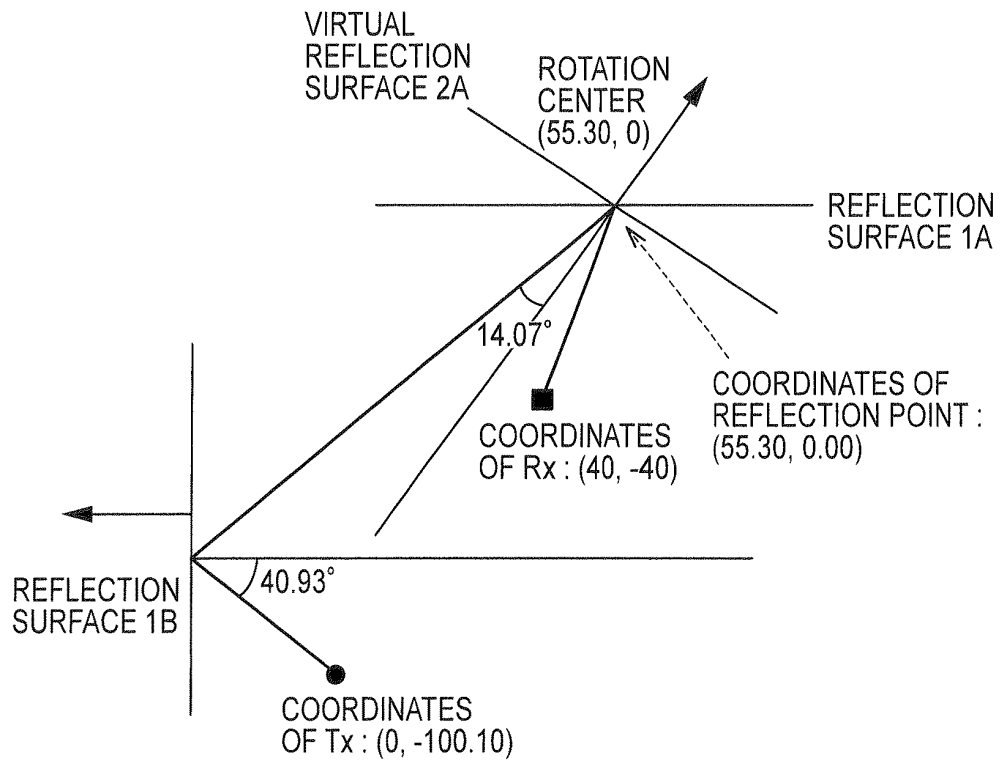 VIRTUAL
REFLECTION
SURFACE 2A
ROTATION
CENTER
(55.30, 0)
REFLECTION
SURFACE 1A
14.07°
COORDINATES OF
REFLECTION POINT :
(55.30, 0.00)
COORDINATES
OF Rx : (40, -40)
REFLECTION
SURFACE 1B
40.93°
COORDINATES
OF Tx : (0, -100.10)